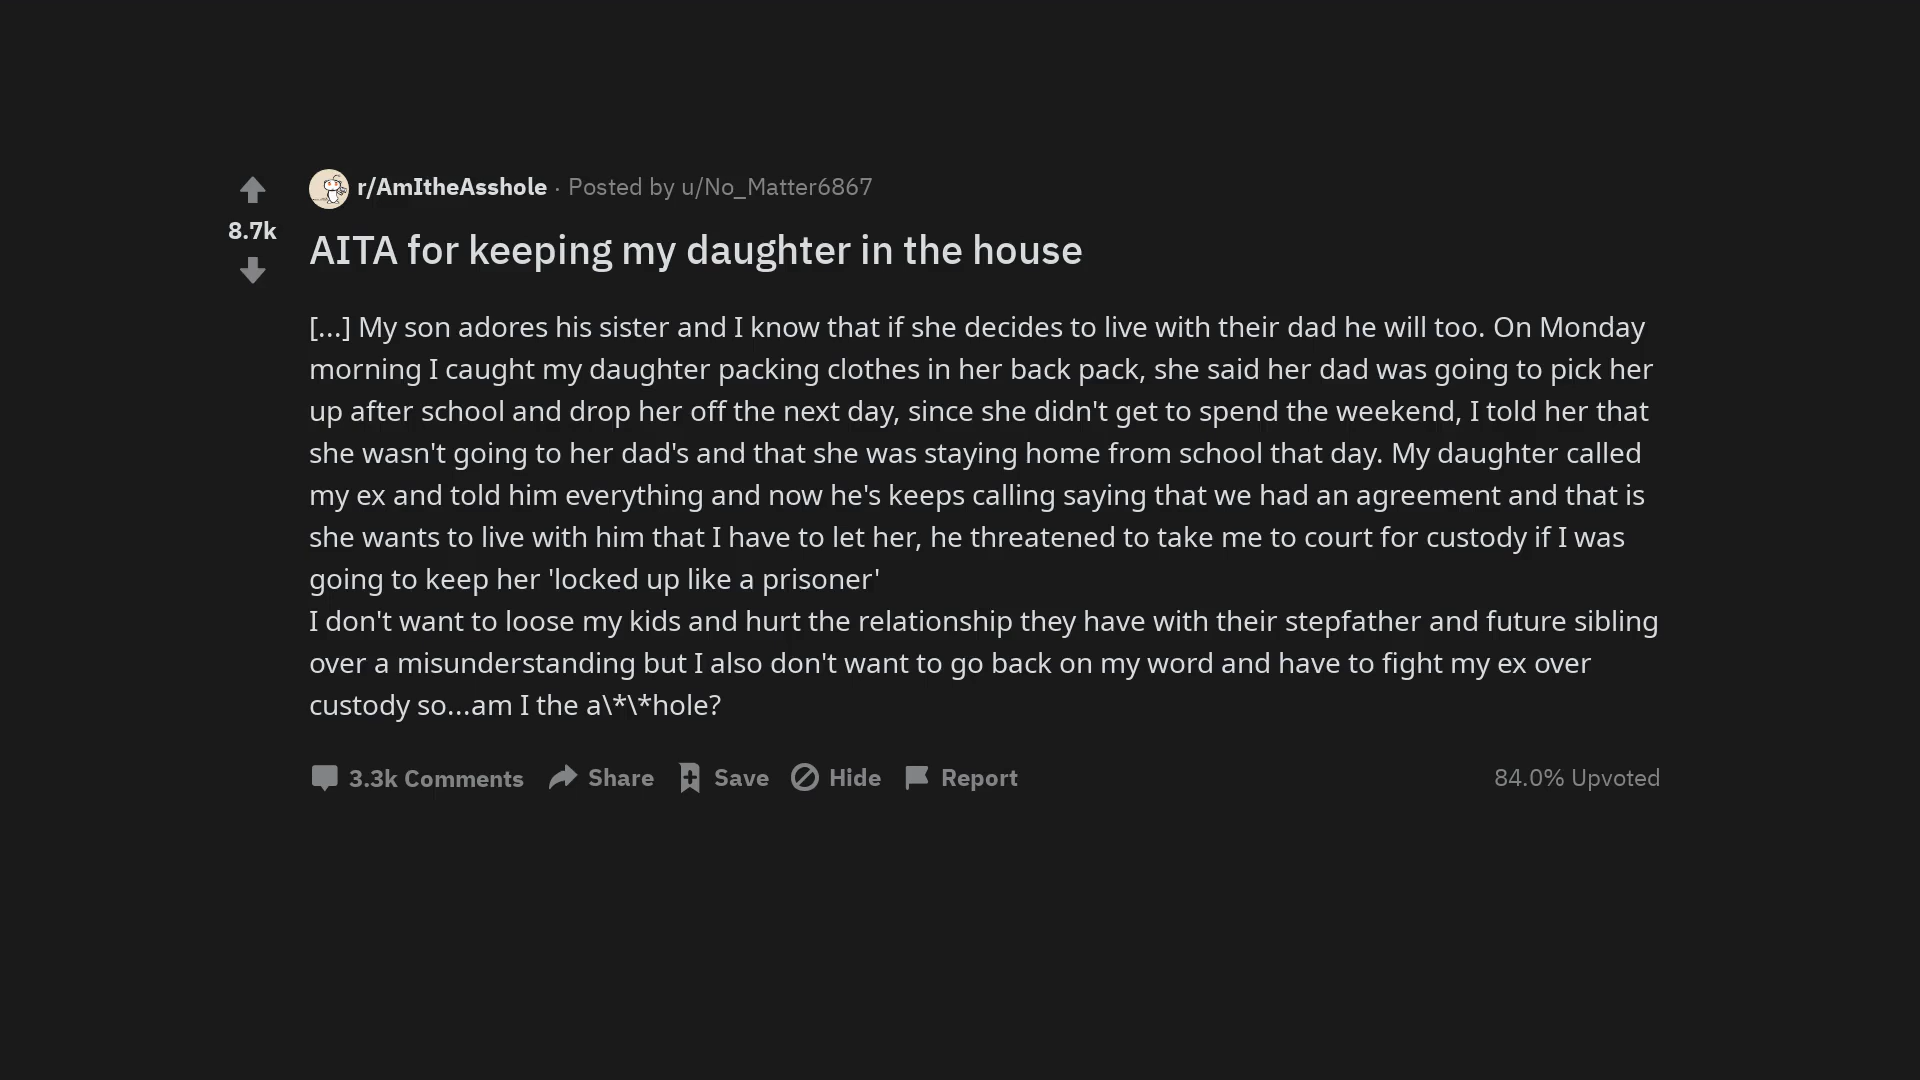 r/AmItheAsshole · Posted by u/No_Matter6867
8.7k
AITA for keeping my daughter in the house
[...] My son adores his sister and I know that if she decides to live with their dad he will too. On Monday
morning I caught my daughter packing clothes in her back pack, she said her dad was going to pick her
up after school and drop her off the next day, since she didn't get to spend the weekend, I told her that
she wasn't going to her dad's and that she was staying home from school that day. My daughter called
my ex and told him everything and now he's keeps calling saying that we had an agreement and that is
she wants to live with him that I have to let her, he threatened to take me to court for custody if I was
going to keep her 'locked up like a prisoner'
I don't want to loose my kids and hurt the relationship they have with their stepfather and future sibling
over a misunderstanding but I also don't want to go back on my word and have to fight my ex over
custody so...am I the a\*\*hole?
3.3k Comments Share Save Hide Report 84.0% Upvoted